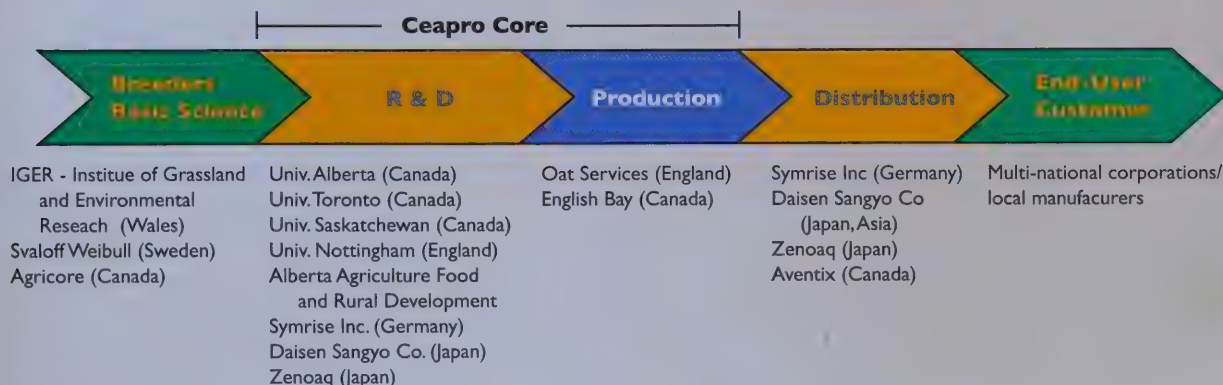 Ceapro Core
Breeders
Basic Science
R & D
Production
Distribution
End-User
Customer
IGER - Institue of Grassland
and Environmental
Reseach (Wales)
Svaloff Weibull (Sweden)
Agricore (Canada)
Univ. Alberta (Canada)
Univ. Toronto (Canada)
Univ. Saskatchewan (Canada)
Univ. Nottingham (England)
Alberta Agriculture Food
and Rural Development
Symrise Inc. (Germany)
Daisen Sangyo Co. (Japan)
Zenoaq (Japan)
Oat Services (England)
English Bay (Canada)
Symrise Inc (Germany)
Daisen Sangyo Co
(Japan, Asia)
Zenoaq (Japan)
Aventix (Canada)
Multi-national corporations/
local manufacurers